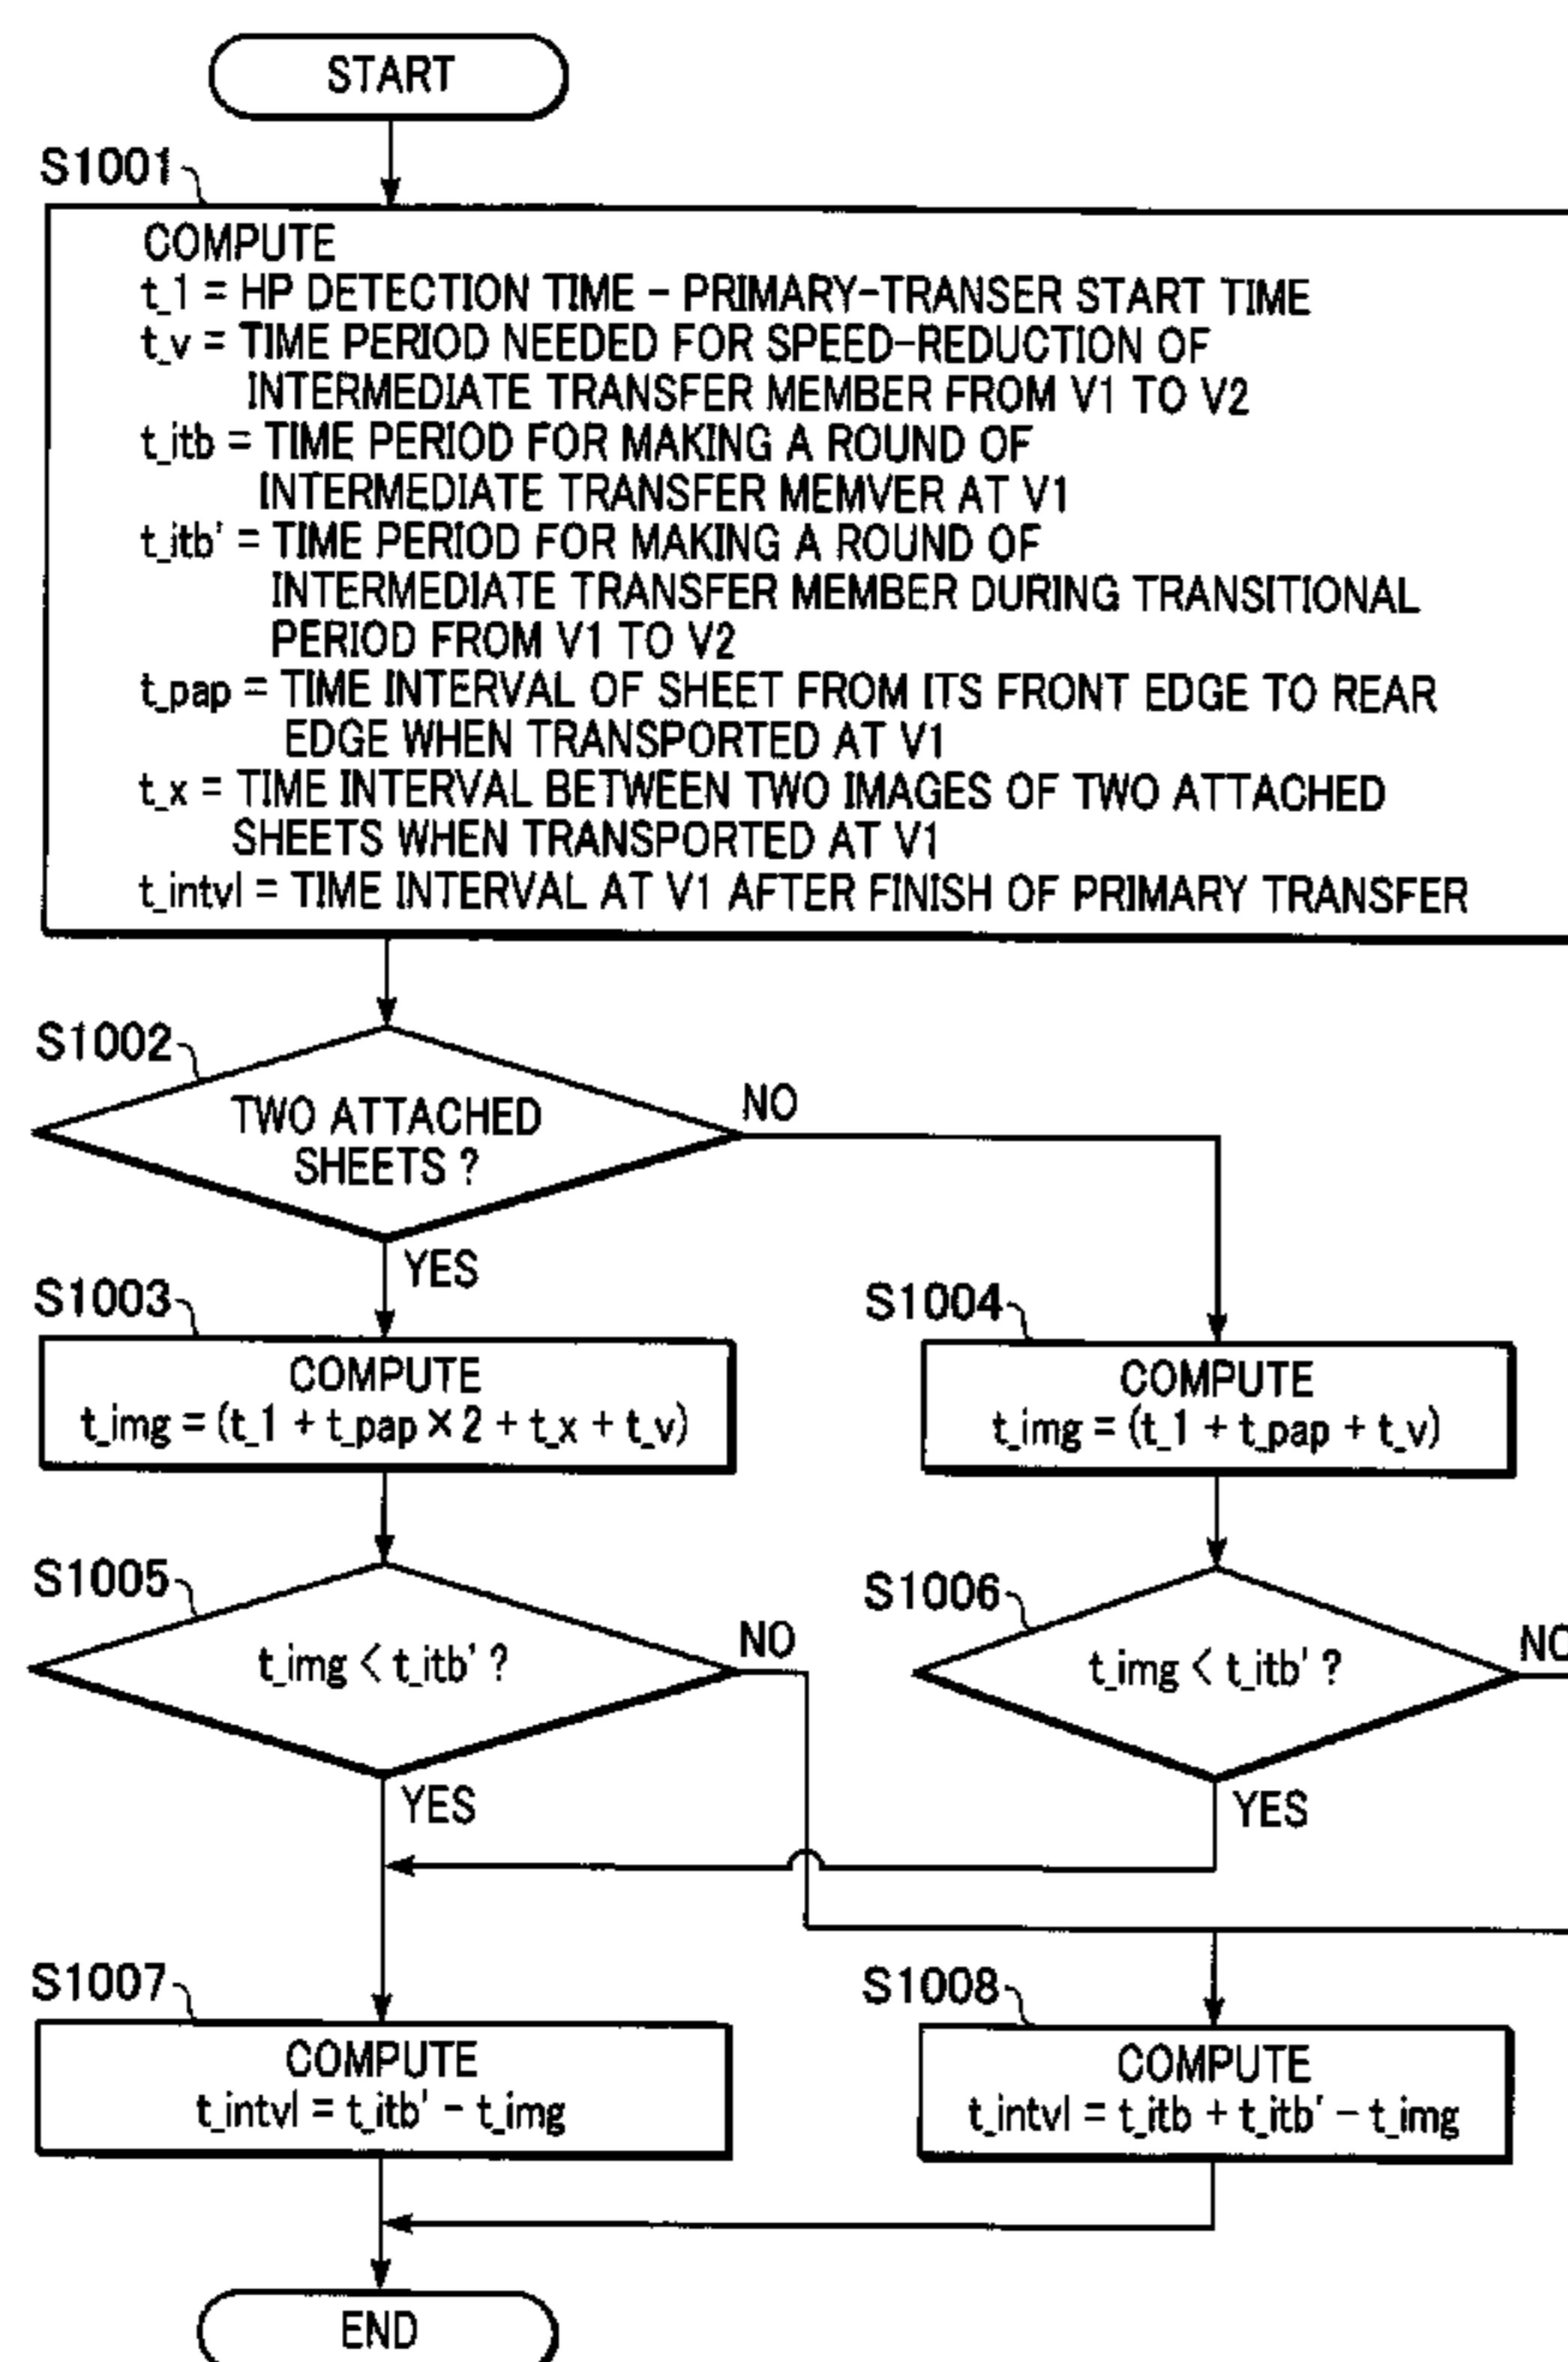 START
S1001
COMPUTE
t_1 = HP DETECTION TIME - PRIMARY-TRANSER START TIME
t_v = TIME PERIOD NEEDED FOR SPEED-REDUCTION OF
INTERMEDIATE TRANSFER MEMBER FROM V1 TO V2
t_itb = TIME PERIOD FOR MAKING A ROUND OF
INTERMEDIATE TRANSFER MEMVER AT V1
t_itb' = TIME PERIOD FOR MAKING A ROUND OF
INTERMEDIATE TRANSFER MEMBER DURING TRANSITIONAL
PERIOD FROM V1 TO V2
t_pap = TIME INTERVAL OF SHEET FROM ITS FRONT EDGE TO REAR
EDGE WHEN TRANSPORTED AT V1
t_x = TIME INTERVAL BETWEEN TWO IMAGES OF TWO ATTACHED
SHEETS WHEN TRANSPORTED AT V1
t_intvl = TIME INTERVAL AT V1 AFTER FINISH OF PRIMARY TRANSFER
S1002
TWO ATTACHED
SHEETS ?
NO
YES
S1003
COMPUTE
t_img = (t_1 + t_pap × 2 + t_x + t_v)
S1004
COMPUTE
t_img = (t_1 + t_pap + t_v)
S1005
t_img < t_itb' ?
NO
YES
S1006
t_img < t_itb' ?
NO
YES
S1007
COMPUTE
t_intvl = t_itb' - t_img
S1008
COMPUTE
t_intvl = t_itb + t_itb' - t_img
END